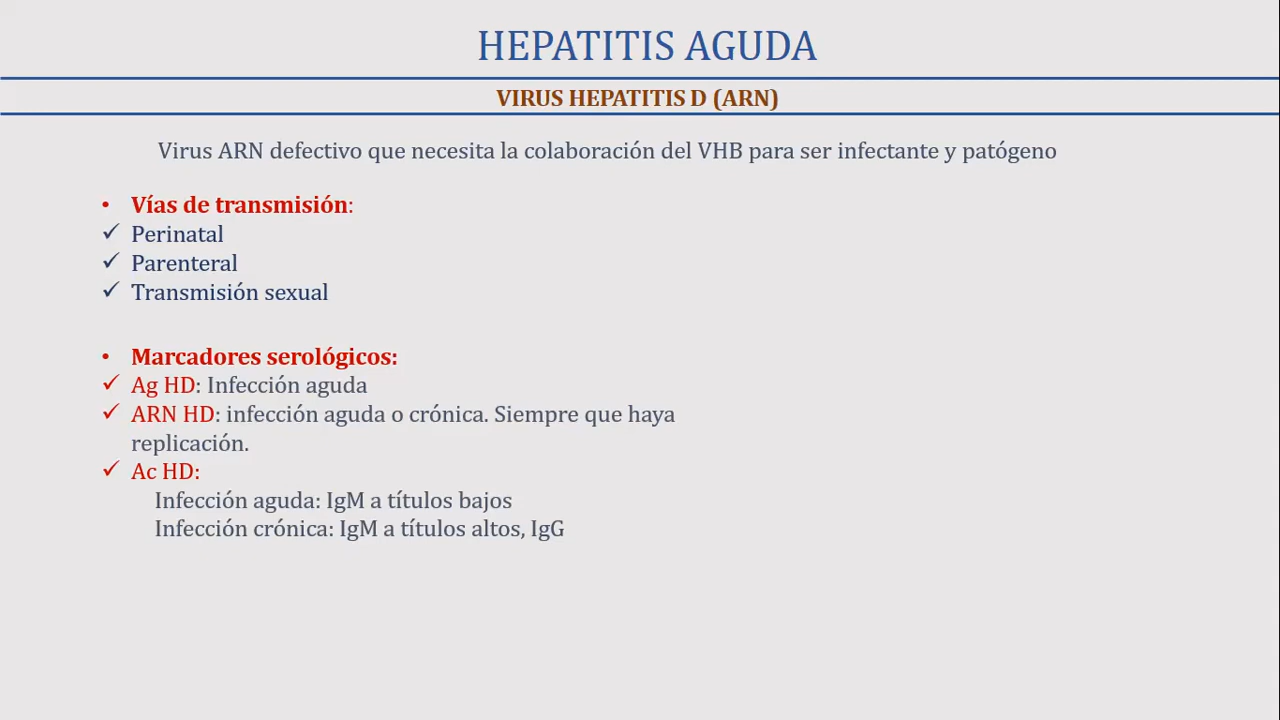 HEPATITIS AGUDA
VIRUS HEPATITIS D (ARN)
Virus ARN defectivo que necesita la colaboración del VHB para ser infectante y patógeno
• Vías de transmisión:
✓ Perinatal
✓ Parenteral
✓ Transmisión sexual
• Marcadores serológicos:
✓ Ag HD: Infección aguda
✓ ARN HD: infección aguda o crónica. Siempre que haya
replicación.
✓ Ac HD:
Infección aguda: IgM a títulos bajos
Infección crónica: IgM a títulos altos, IgG